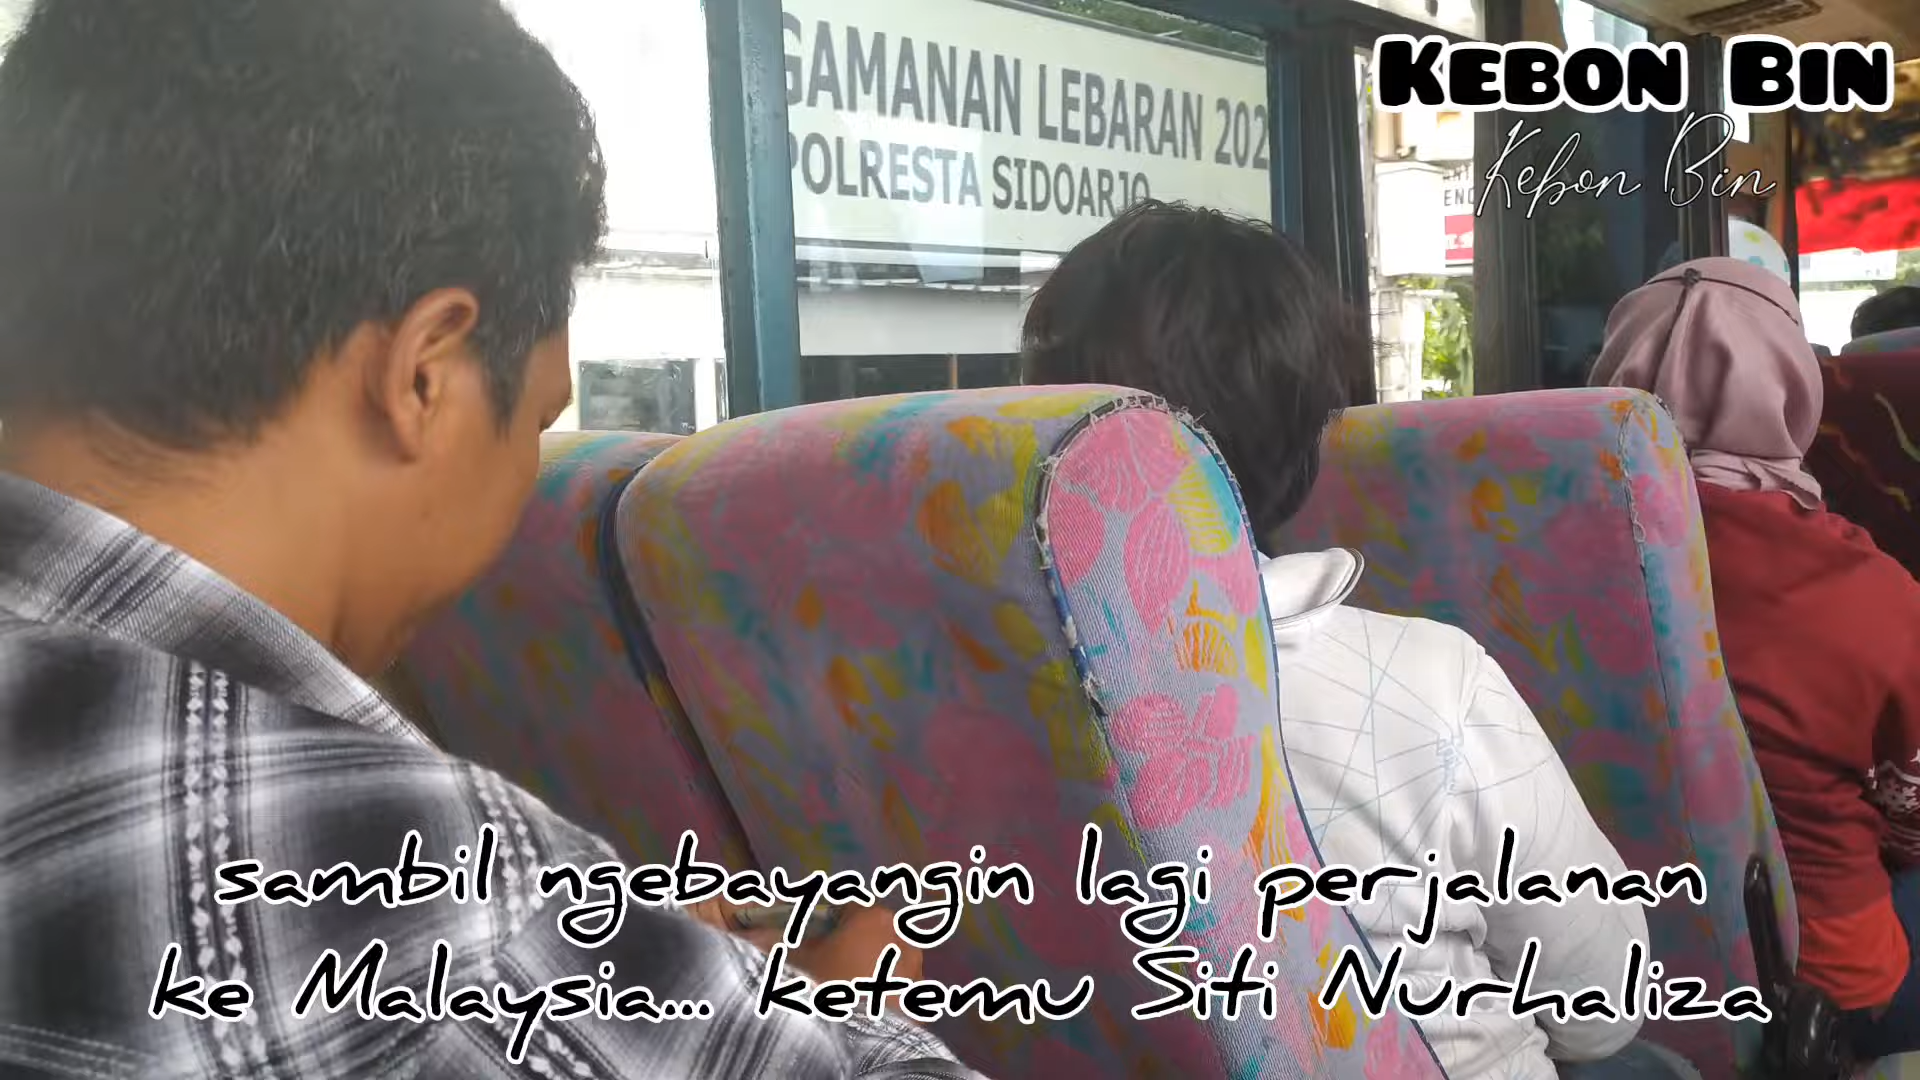 GAMANAN LEBARAN 202
POLRESTA SIDOARJO
KEBON BIN
Kebon Bin
sambil ngebayangin lagi perjalanan
ke Malaysia... ketemu Siti Nurhaliza